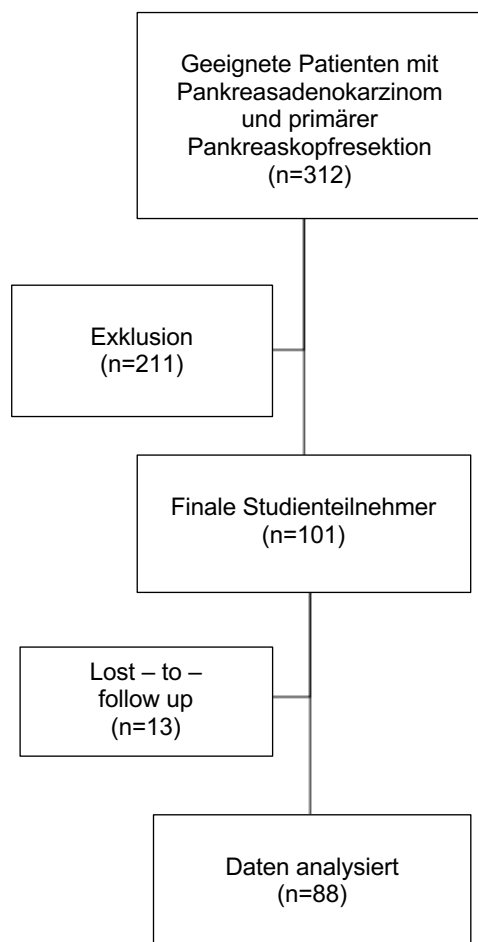 Geeignete Patienten mit
Pankreasadenokarzinom
und primärer
Pankreaskopfresektion
(n=312)
Exklusion
(n=211)
Finale Studienteilnehmer
(n=101)
Lost – to –
follow up
(n=13)
Daten analysiert
(n=88)